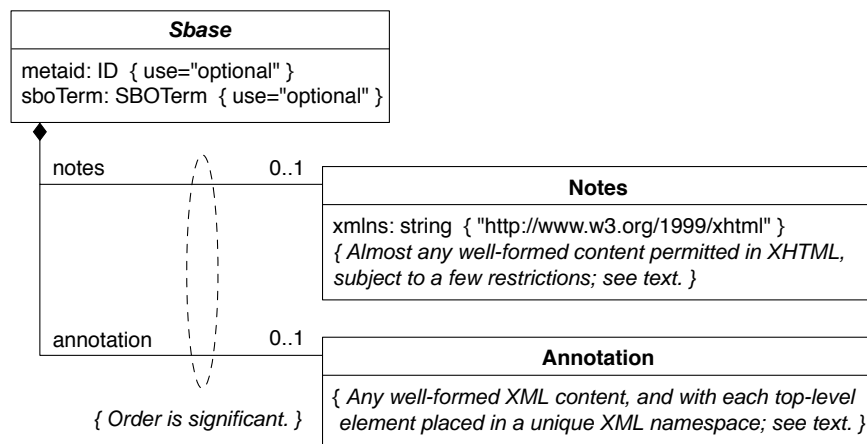 Sbase
metaid: ID { use="optional" }
sboTerm: SBOTerm { use="optional" }
notes 0..1
Notes
xmlns: string { "http://www.w3.org/1999/xhtml" }
{ Almost any well-formed content permitted in XHTML,
subject to a few restrictions; see text. }
annotation 0..1
Annotation
{ Any well-formed XML content, and with each top-level
element placed in a unique XML namespace; see text. }
{ Order is significant. }